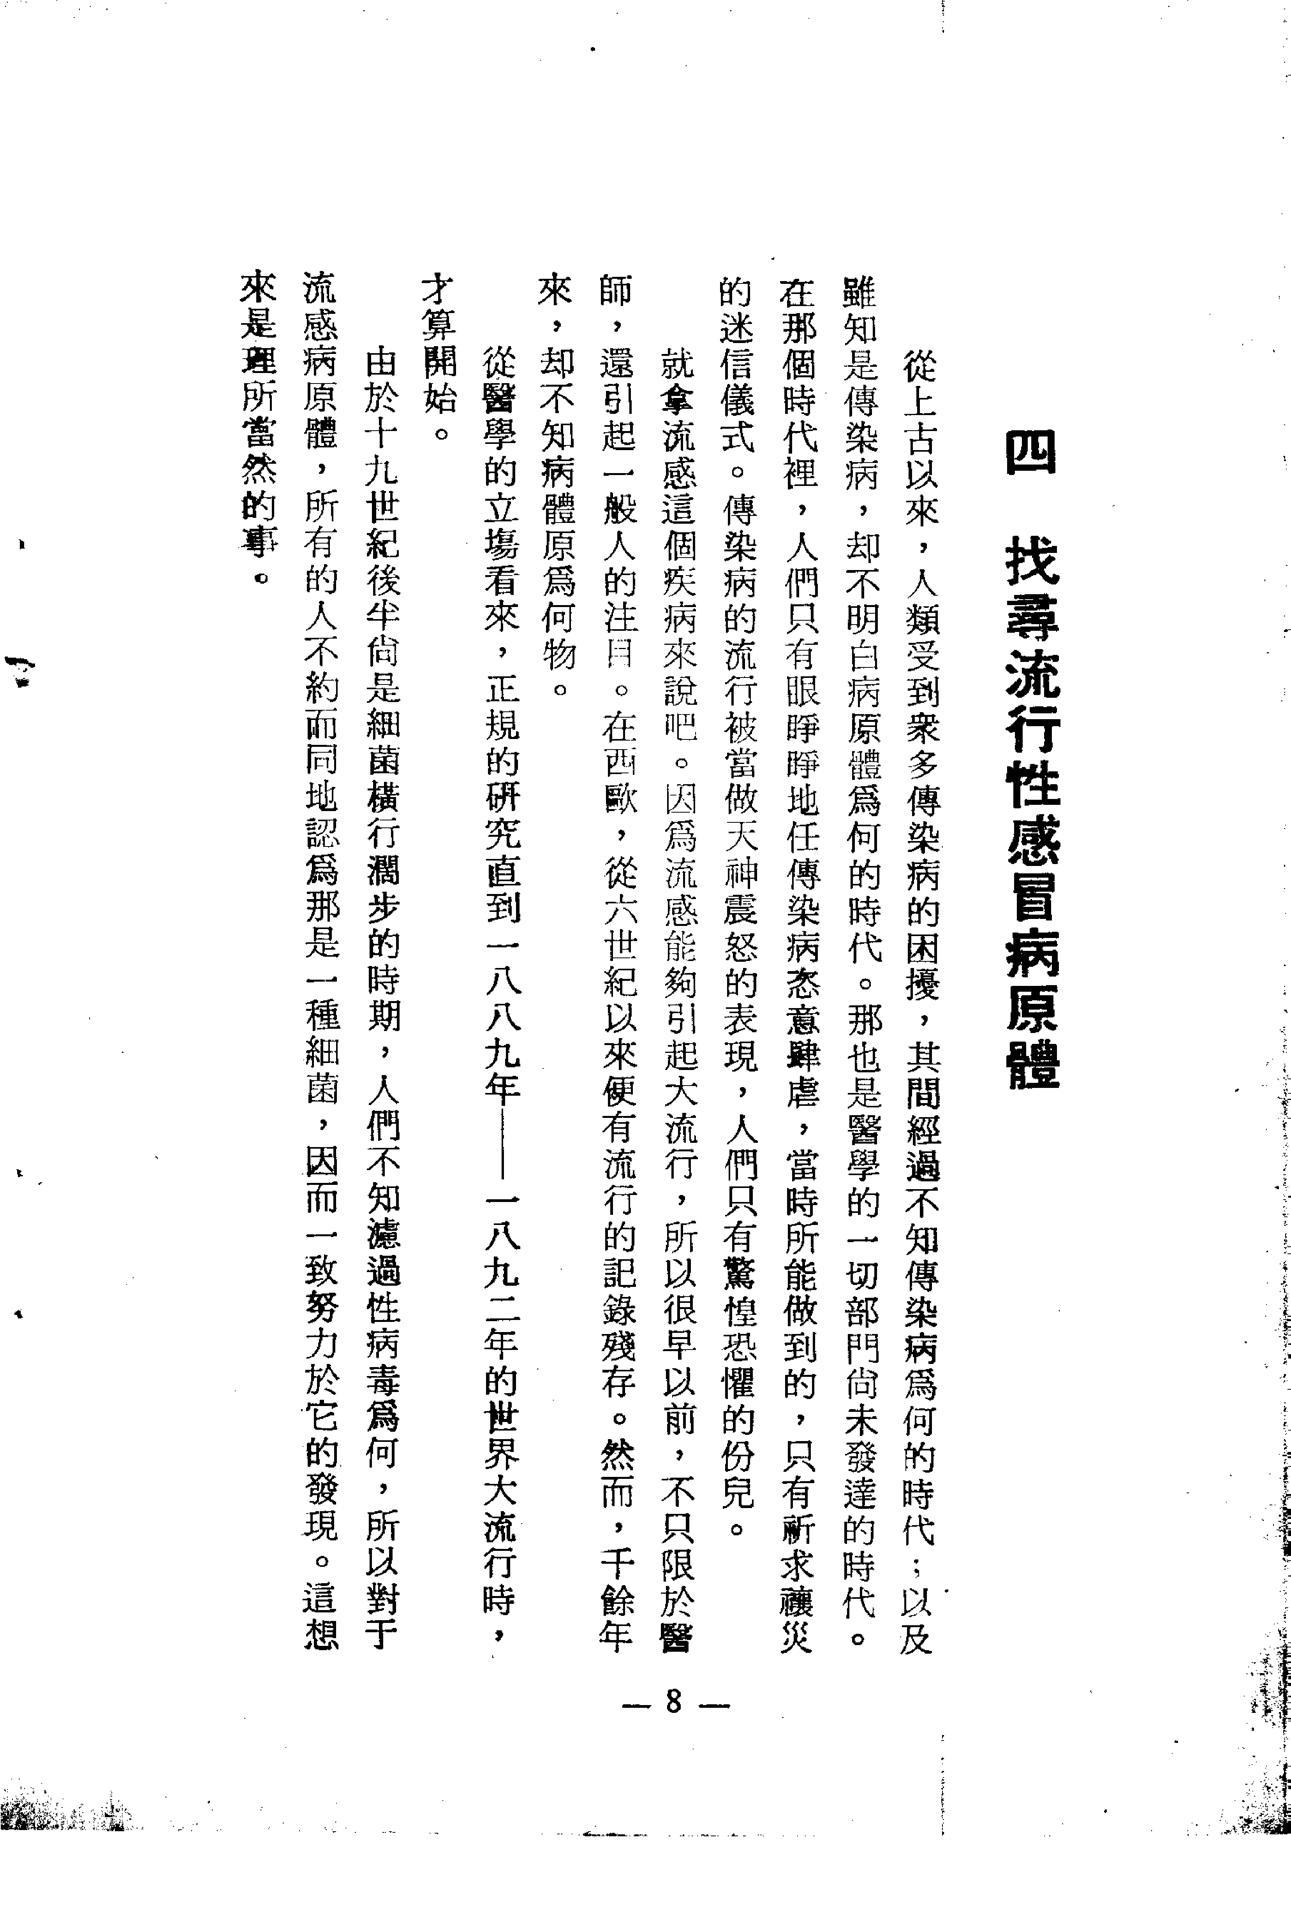 四　找尋流行性感冒病原體
從上古以來，人類受到衆多傳染病的困擾，其間經過不知傳染病爲何的時代；以及
雖知是傳染病，却不明白病原體爲何的時代。那也是醫學的一切部門尙未發達的時代。
在那個時代裡，人們只有眼睜睜地任傳染病恣意肆虐，當時所能做到的，只有祈求禳災
的迷信儀式。傳染病的流行被當做天神震怒的表現，人們只有驚惶恐懼的份兒。
就拿流感這個疾病來說吧。因爲流感能夠引起大流行，所以很早以前，不只限於醫
師，還引起一般人的注目。在西歐，從六世紀以來便有流行的記錄殘存。然而，千餘年
來，却不知病體原爲何物。
從醫學的立塲看來，正規的研究直到一八八九年——一八九二年的世界大流行時，
才算開始。
由於十九世紀後半尙是細菌橫行濶步的時期，人們不知濾過性病毒爲何，所以對于
流感病原體，所有的人不約而同地認爲那是一種細菌，因而一致努力於它的發現。這想
來是理所當然的事。
— 8 —